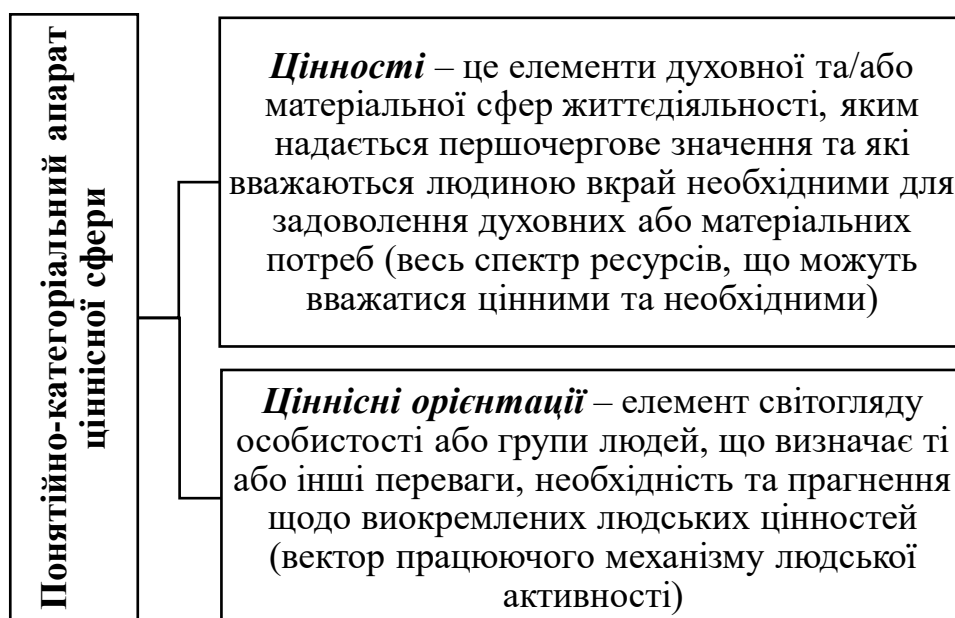 Понятійно-категоріальний апарат
ціннісної сфери
Цінності – це елементи духовної та/або
матеріальної сфер життєдіяльності, яким
надається першочергове значення та які
вважаються людиною вкрай необхідними для
задоволення духовних або матеріальних
потреб (весь спектр ресурсів, що можуть
вважатися цінними та необхідними)
Ціннісні орієнтації – елемент світогляду
особистості або групи людей, що визначає ті
або інші переваги, необхідність та прагнення
щодо виокремлених людських цінностей
(вектор працюючого механізму людської
активності)